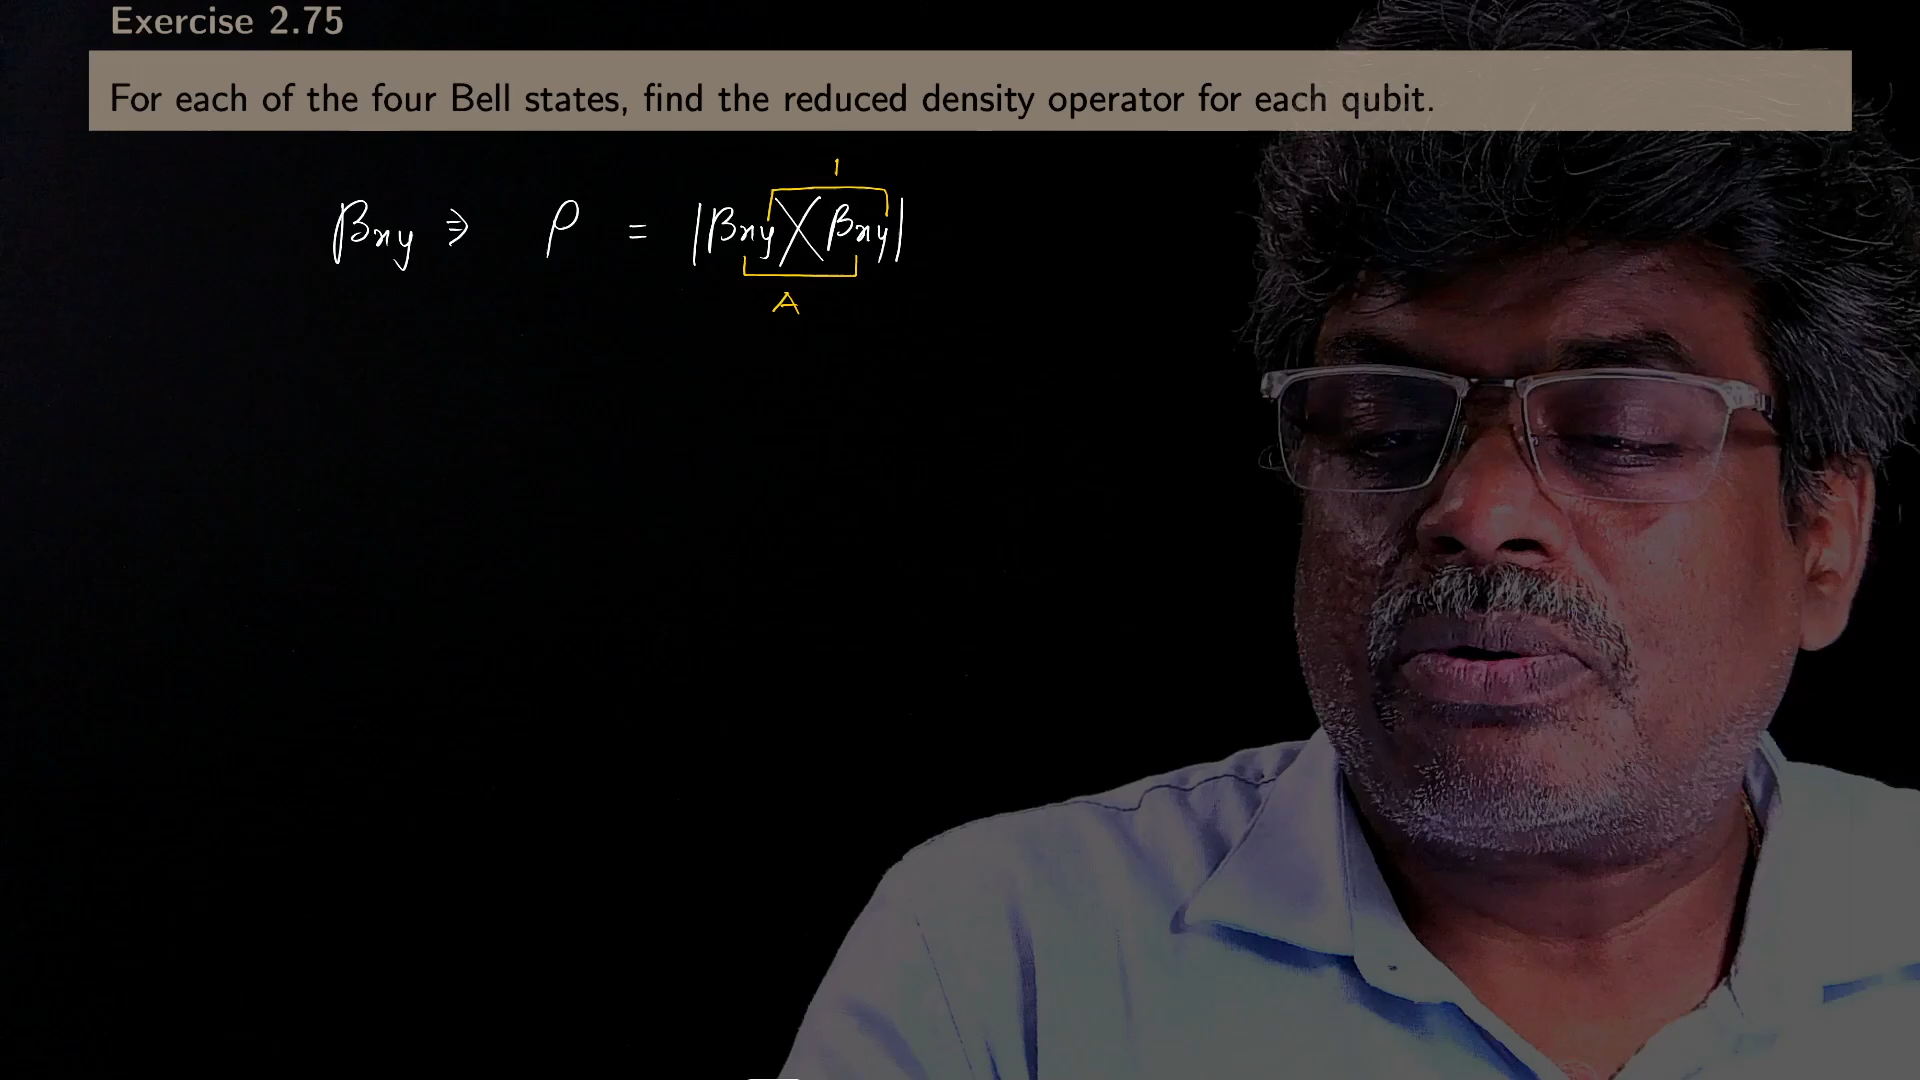 Exercise 2.75
For each of the four Bell states, find the reduced density operator for each qubit.
1
βxy ⇒ ρ = |βxy⟩⟨βxy|
A